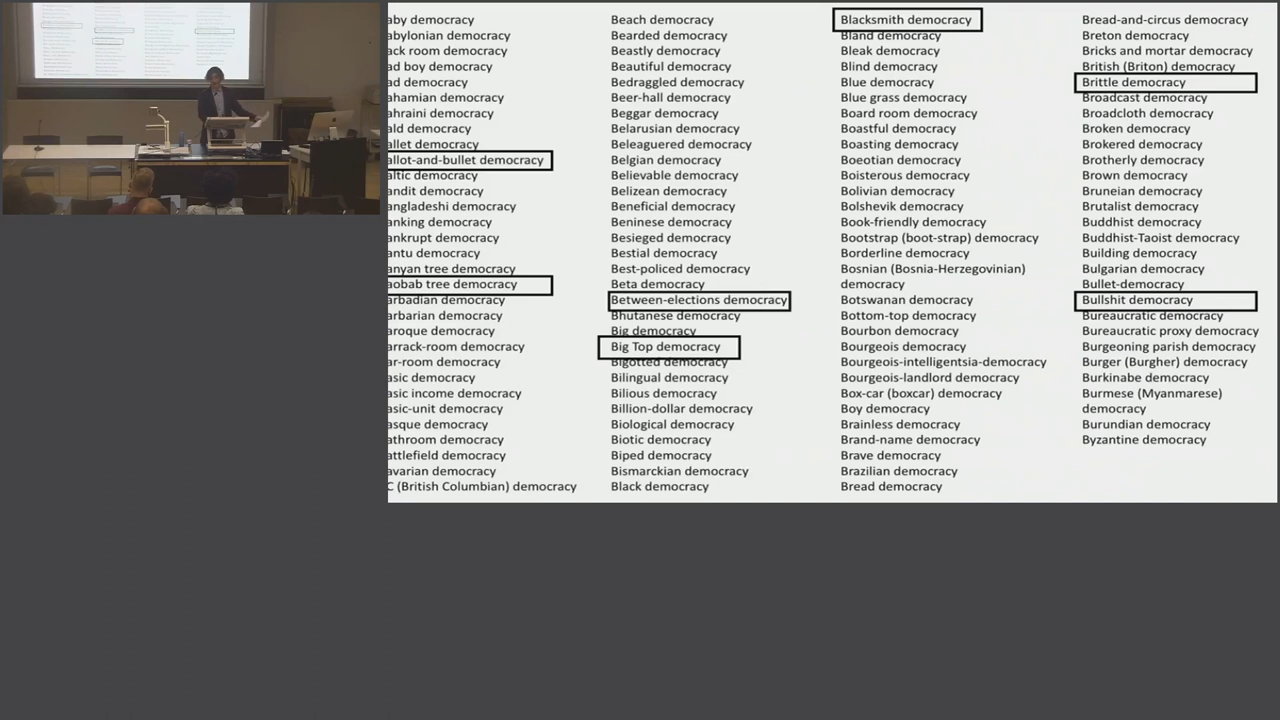 aby democracy
abylonian democracy
ack room democracy
ad boy democracy
ad democracy
ahamian democracy
ahraini democracy
ald democracy
allet democracy
allot-and-bullet democracy
altic democracy
andit democracy
angladeshi democracy
anking democracy
ankrupt democracy
antu democracy
anyan tree democracy
aobab tree democracy
arbadian democracy
arbarian democracy
aroque democracy
arrack-room democracy
ar-room democracy
asic democracy
asic income democracy
asic-unit democracy
asque democracy
athroom democracy
attlefield democracy
avarian democracy
C (British Columbian) democracy
Beach democracy
Bearded democracy
Beastly democracy
Beautiful democracy
Bedraggled democracy
Beer-hall democracy
Beggar democracy
Belarusian democracy
Beleaguered democracy
Belgian democracy
Believable democracy
Belizean democracy
Beneficial democracy
Beninese democracy
Besieged democracy
Bestial democracy
Best-policed democracy
Beta democracy
Between-elections democracy
Bhutanese democracy
Big democracy
Big Top democracy
Bigotted democracy
Bilingual democracy
Bilious democracy
Billion-dollar democracy
Biological democracy
Biotic democracy
Biped democracy
Bismarckian democracy
Black democracy
Blacksmith democracy
Bland democracy
Bleak democracy
Blind democracy
Blue democracy
Blue grass democracy
Board room democracy
Boastful democracy
Boasting democracy
Boeotian democracy
Boisterous democracy
Bolivian democracy
Bolshevik democracy
Book-friendly democracy
Bootstrap (boot-strap) democracy
Borderline democracy
Bosnian (Bosnia-Herzegovinian)
democracy
Botswanan democracy
Bottom-top democracy
Bourbon democracy
Bourgeois democracy
Bourgeois-intelligentsia-democracy
Bourgeois-landlord democracy
Box-car (boxcar) democracy
Boy democracy
Brainless democracy
Brand-name democracy
Brave democracy
Brazilian democracy
Bread democracy
Bread-and-circus democracy
Breton democracy
Bricks and mortar democracy
British (Briton) democracy
Brittle democracy
Broadcast democracy
Broadcloth democracy
Broken democracy
Brokered democracy
Brotherly democracy
Brown democracy
Bruneian democracy
Brutalist democracy
Buddhist democracy
Buddhist-Taoist democracy
Building democracy
Bulgarian democracy
Bullet-democracy
Bullshit democracy
Bureaucratic democracy
Bureaucratic proxy democracy
Burgeoning parish democracy
Burger (Burgher) democracy
Burkinabe democracy
Burmese (Myanmarese)
democracy
Burundian democracy
Byzantine democracy